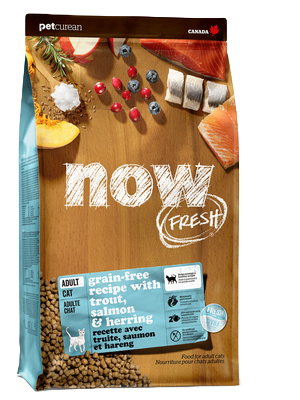 petcurean
CANADA
now
FRESH
ADULT
CAT
ADULTE
CHAT
grain-free
recipe with
trout,
salmon
& herring
recette avec
truite, saumon
et hareng
FRESH
Food for adult cats
Nourriture pour chats adultes